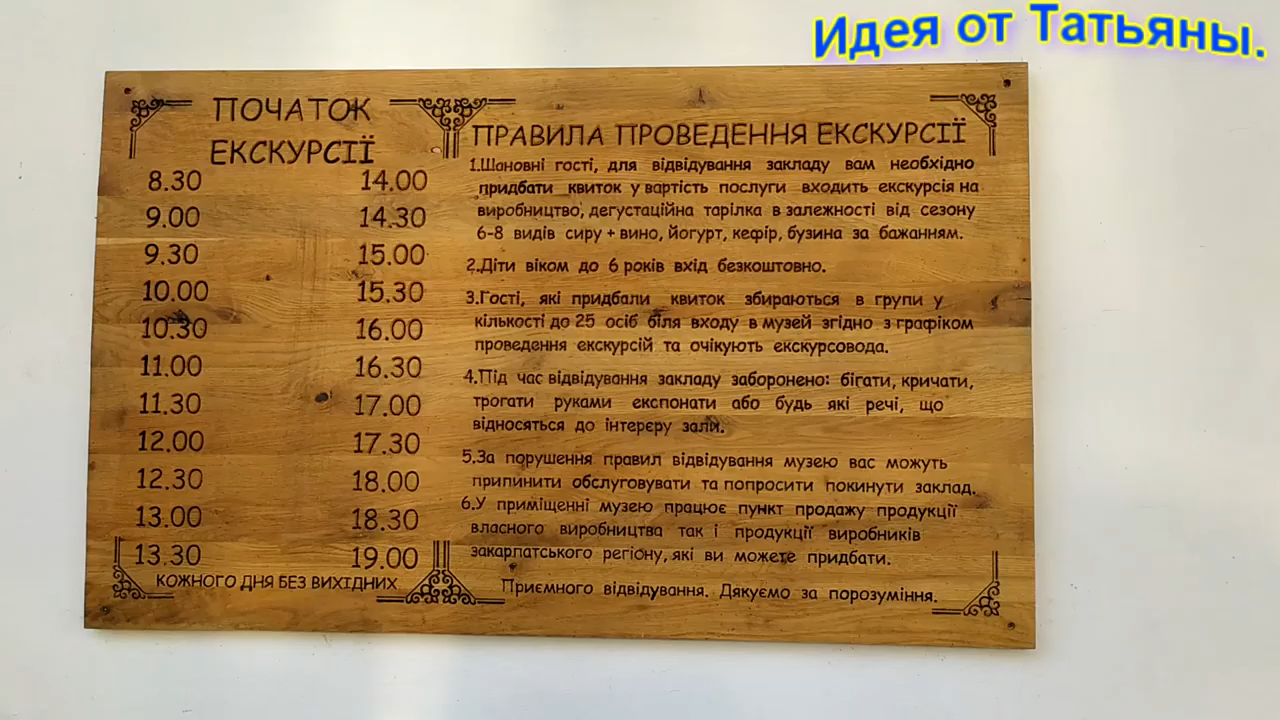 Идея от Татьяны.
ПОЧАТОК
ЕКСКУРСІЇ
8.30 14.00
9.00 14.30
9.30 15.00
10.00 15.30
10.30 16.00
11.00 16.30
11.30 17.00
12.00 17.30
12.30 18.00
13.00 18.30
13.30 19.00
КОЖНОГО ДНЯ БЕЗ ВИХІДНИХ
ПРАВИЛА ПРОВЕДЕННЯ ЕКСКУРСІЇ
1.Шановні гості, для відвідування закладу вам необхідно
придбати квиток у вартість послуги входить екскурсія на
виробництво, дегустаційна тарілка в залежності від сезону
6-8 видів сиру + вино, йогурт, кефір, бузина за бажанням.
2.Діти віком до 6 років вхід безкоштовно.
3.Гості, які придбали квиток збираються в групи у
кількості до 25 осіб біля входу в музей згідно з графіком
проведення екскурсій та очікують екскурсовода.
4.Під час відвідування закладу заборонено: бігати, кричати,
трогати руками експонати або будь які речі, що
відносяться до інтерєру зали.
5.За порушення правил відвідування музею вас можуть
припинити обслуговувати та попросити покинути заклад.
6.У приміщенні музею працює пункт продажу продукції
власного виробництва так і продукції виробників
закарпатського регіону, які ви можете придбати.
Приємного відвідування. Дякуємо за порозуміння.